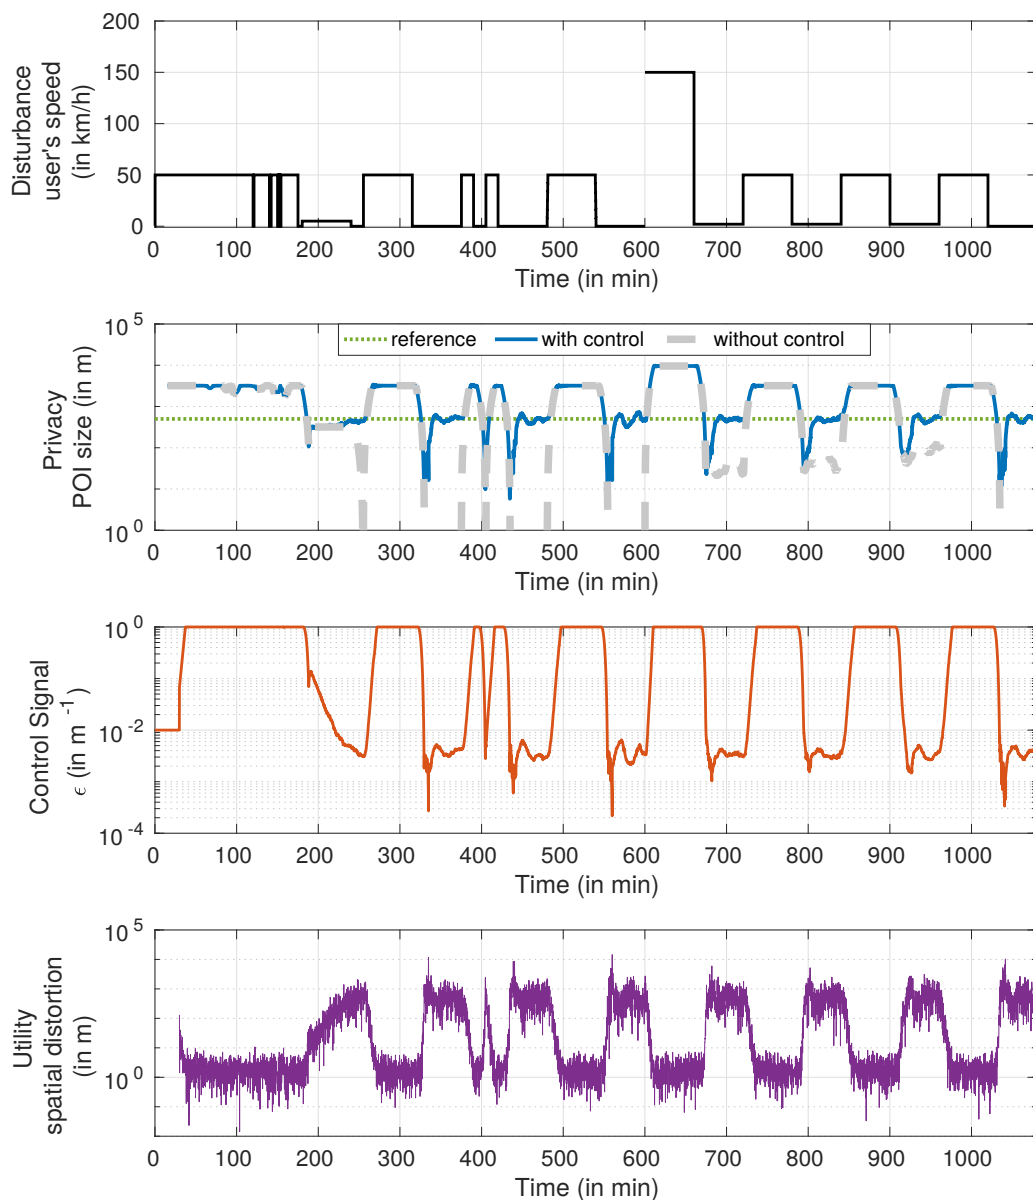 200
150
100
50
0
Disturbance
user's speed
(in km/h)
0 100 200 300 400 500 600 700 800 900 1000
Time (in min)
10^5
10^0
Privacy
POI size (in m)
reference with control without control
0 100 200 300 400 500 600 700 800 900 1000
Time (in min)
10^0
10^-2
10^-4
Control Signal
ϵ (in m^-1)
0 100 200 300 400 500 600 700 800 900 1000
Time (in min)
10^5
10^0
Utility
spatial distortion
(in m)
0 100 200 300 400 500 600 700 800 900 1000
Time (in min)